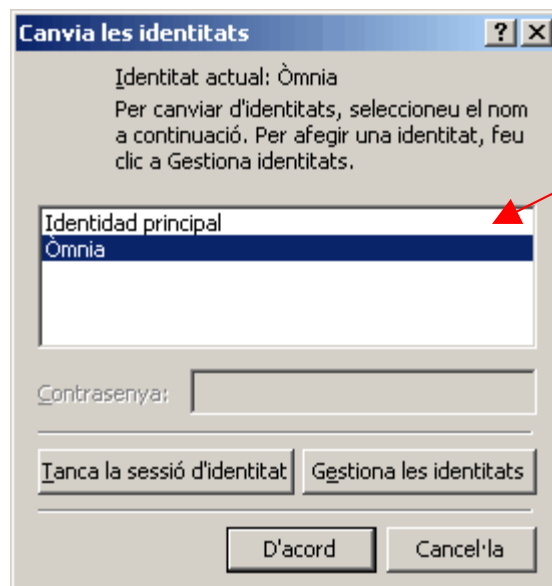 Canvia les identitats
Identitat actual: Òmnia
Per canviar d'identitats, seleccioneu el nom
a continuació. Per afegir una identitat, feu
clic a Gestiona identitats.
Identidad principal
Òmnia
Contrasenya:
Tanca la sessió d'identitat Gestiona les identitats
D'acord Cancel·la